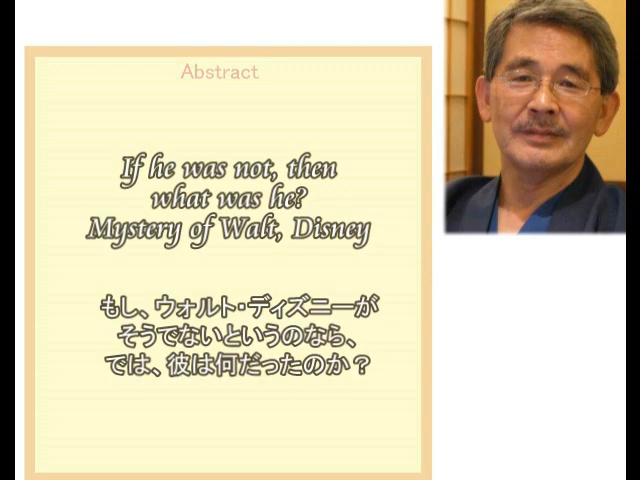 Abstract
If he was not, then
what was he?
Mystery of Walt, Disney
もし、ウォルト・ディズニーが
そうでないというのなら、
では、彼は何だったのか？